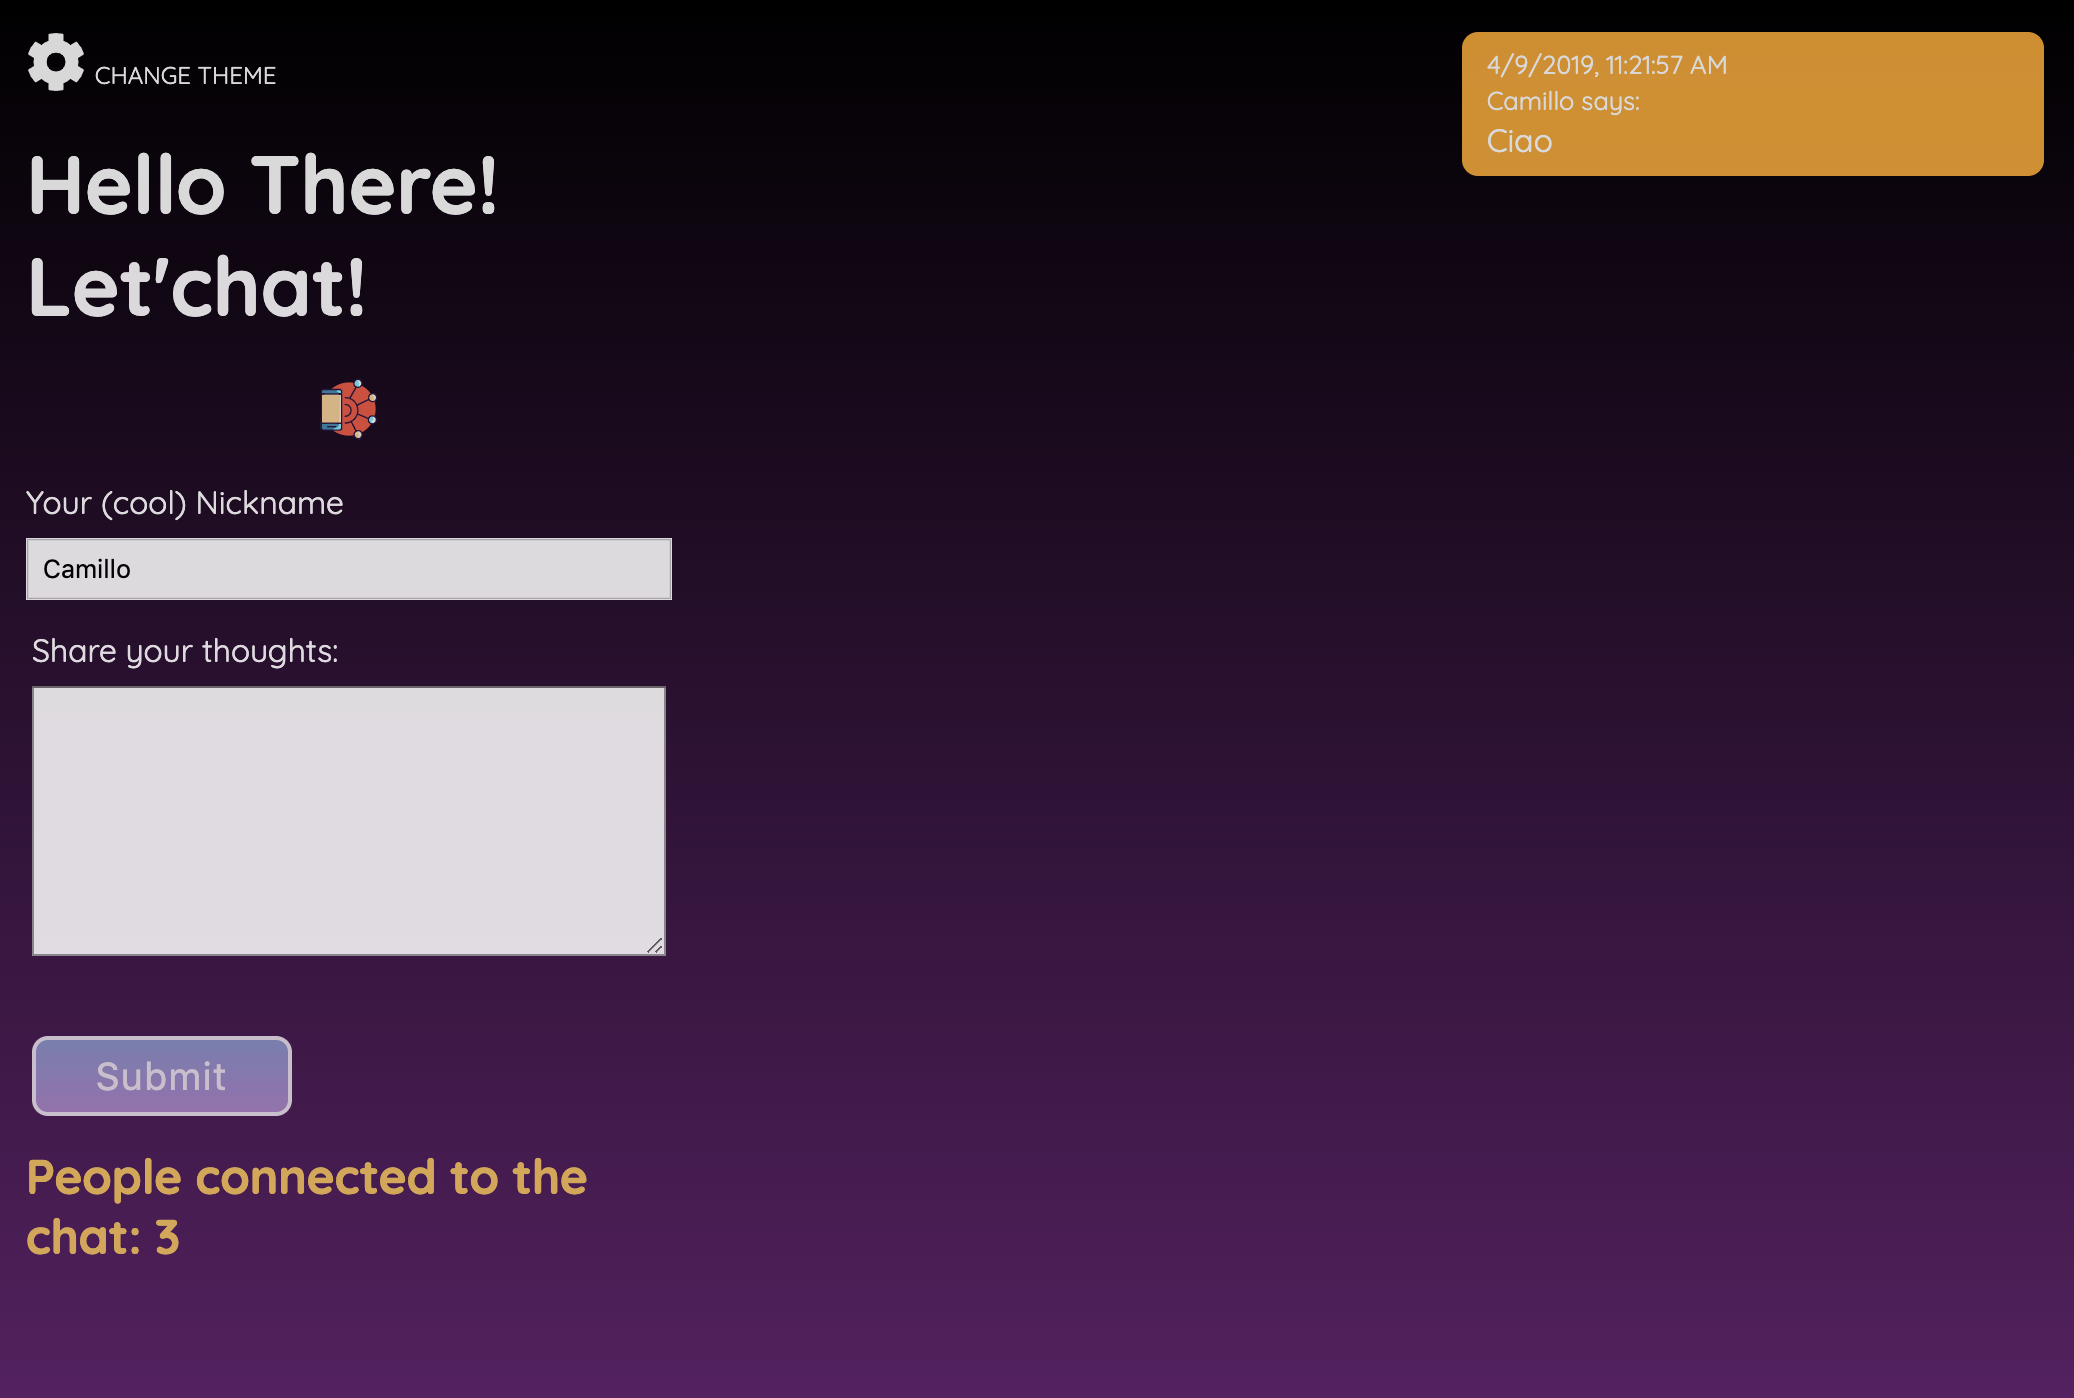 CHANGE THEME
Hello There!
Let'chat!
Your (cool) Nickname
Camillo
Share your thoughts:
Submit
People connected to the
chat: 3
4/9/2019, 11:21:57 AM
Camillo says:
Ciao